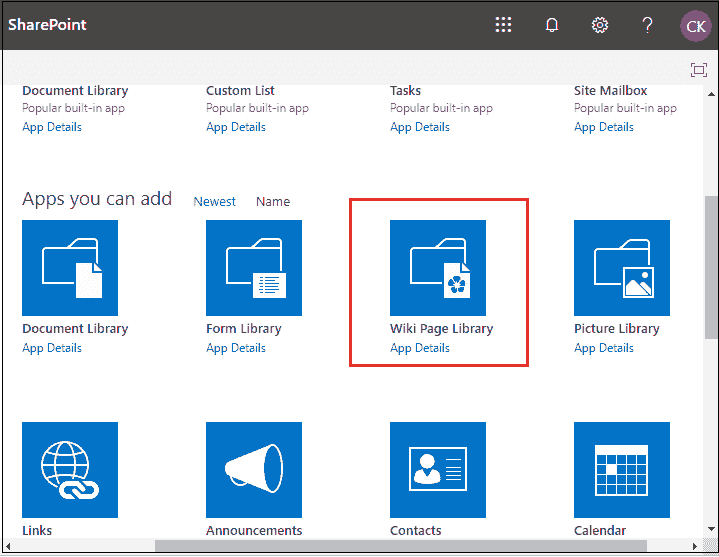 SharePoint ? CK
Document Library Custom List Tasks Site Mailbox
Popular built-in app Popular built-in app Popular built-in app Popular built-in app
App Details App Details App Details App Details
Apps you can add Newest Name
Document Library Form Library Wiki Page Library Picture Library
App Details App Details App Details App Details
Links Announcements Contacts Calendar